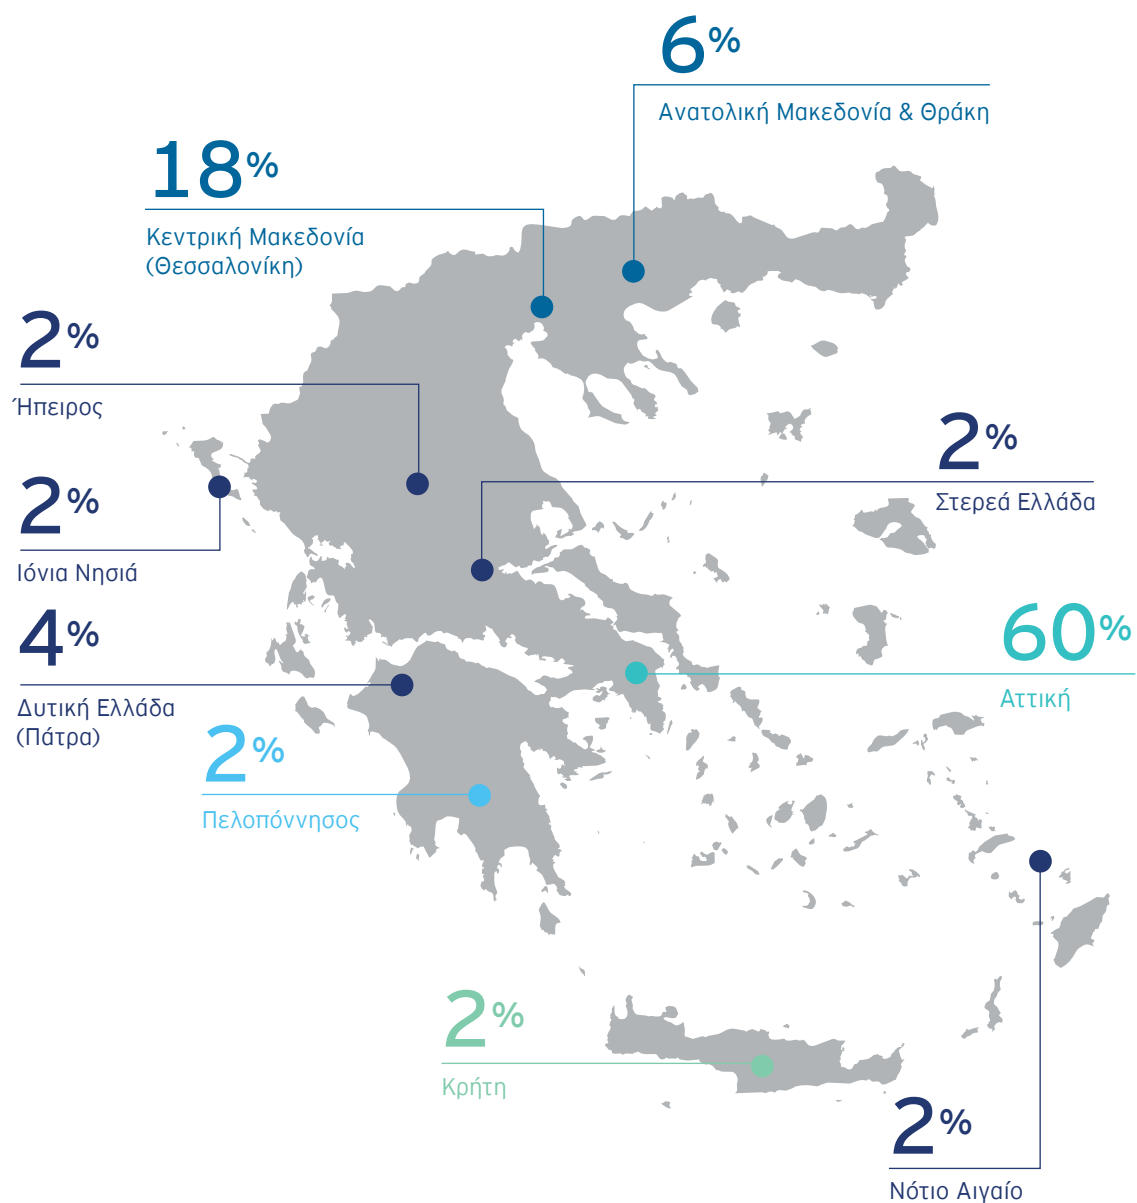 6%
Ανατολική Μακεδονία & Θράκη
18%
Κεντρική Μακεδονία
(Θεσσαλονίκη)
2%
Ήπειρος
2%
Στερεά Ελλάδα
2%
Ιόνια Νησιά
4%
Δυτική Ελλάδα
(Πάτρα)
60%
Αττική
2%
Πελοπόννησος
2%
Κρήτη
2%
Νότιο Αιγαίο